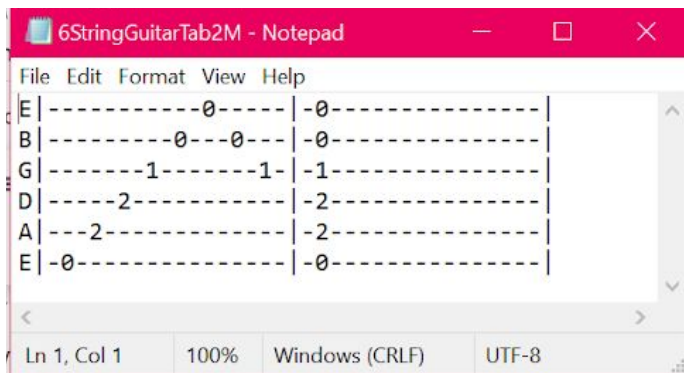 6StringGuitarTab2M - Notepad
File Edit Format View Help
E|-----------0-----|-0---------------|
B|---------0---0---|-0---------------|
G|-------1-------1-|-1---------------|
D|-----2-----------|-2---------------|
A|---2-------------|-2---------------|
E|-0---------------|-0---------------|
Ln 1, Col 1 100% Windows (CRLF) UTF-8